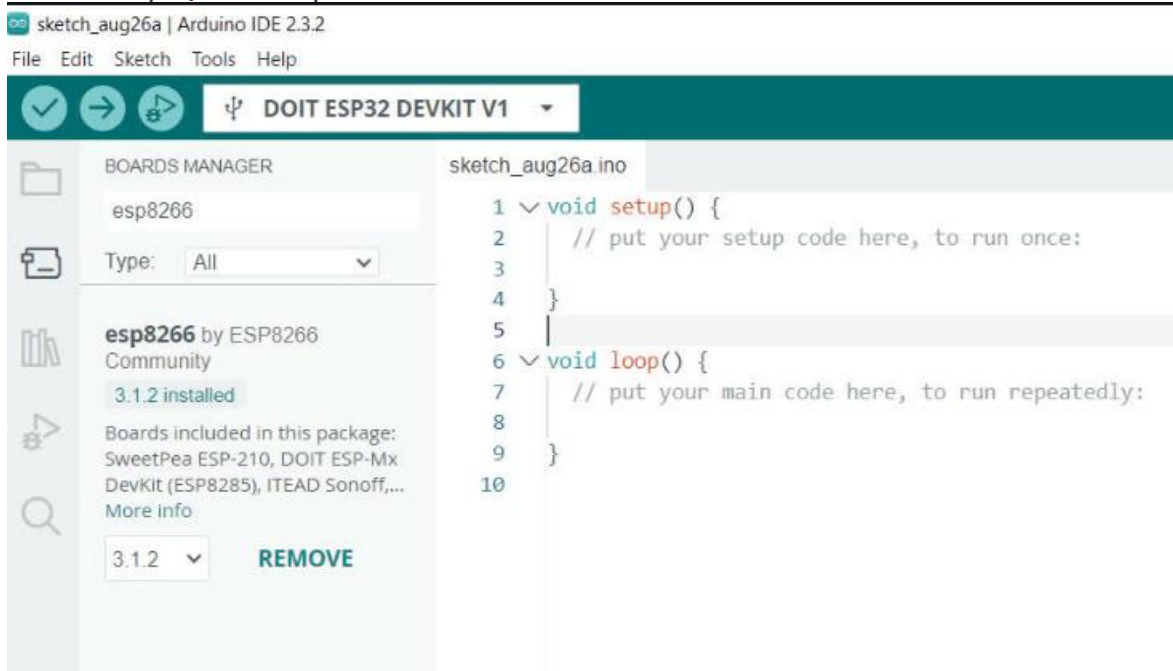 sketch_aug26a | Arduino IDE 2.3.2
File Edit Sketch Tools Help
DOIT ESP32 DEVKIT V1
BOARDS MANAGER
esp8266
Type: All
esp8266 by ESP8266
Community
3.1.2 installed
Boards included in this package:
SweetPea ESP-210, DOIT ESP-Mx
DevKit (ESP8285), ITEAD Sonoff,...
More info
3.1.2
REMOVE
sketch_aug26a.ino
1 void setup() {
2 // put your setup code here, to run once:
3
4 }
5
6 void loop() {
7 // put your main code here, to run repeatedly:
8
9 }
10